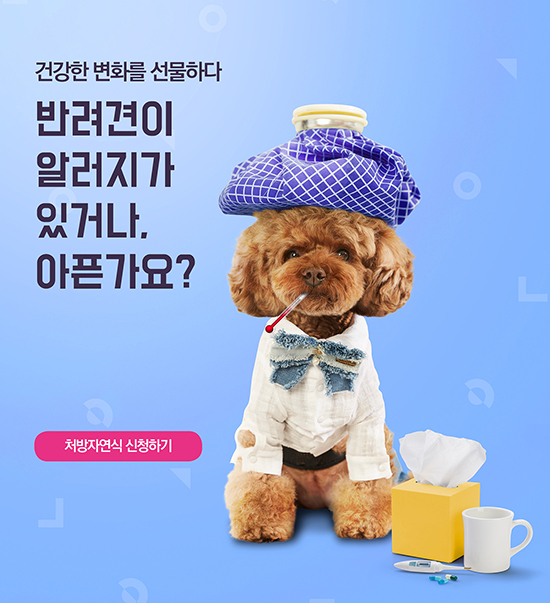 건강한 변화를 선물하다
반려견이
알러지가
있거나,
아픈가요?
처방자연식 신청하기